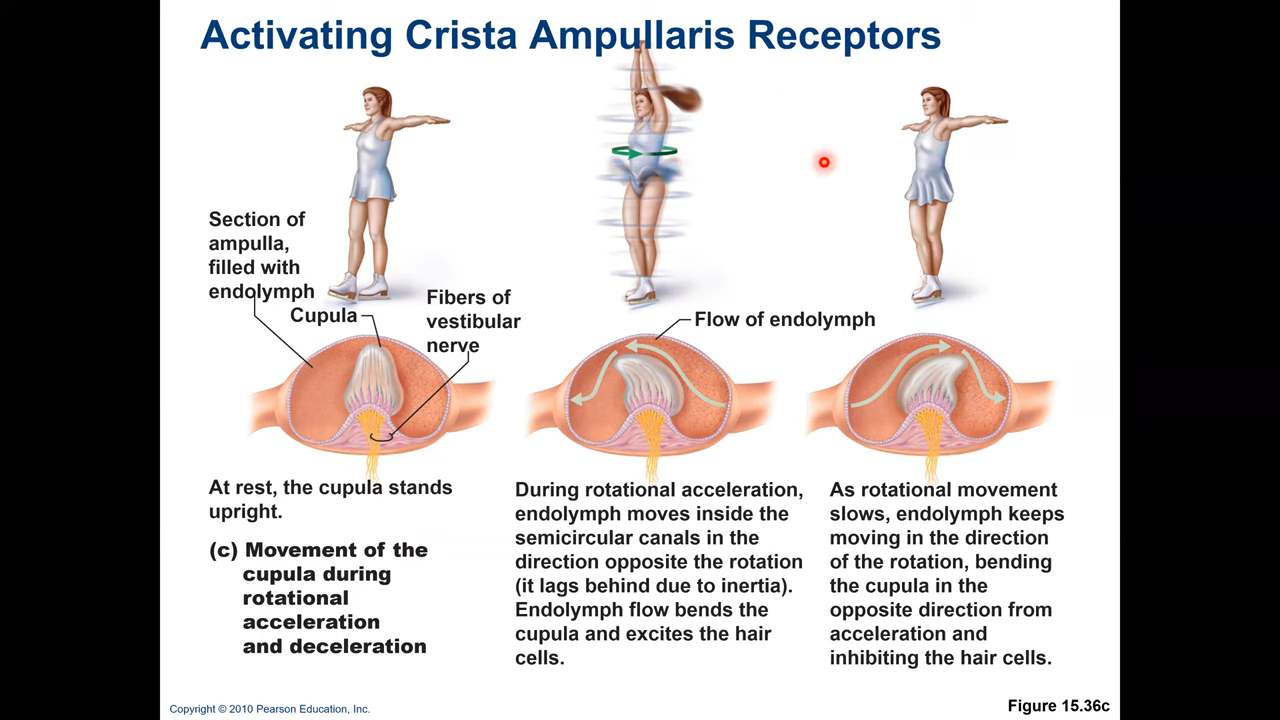 Activating Crista Ampullaris Receptors
Section of
ampulla,
filled with
endolymph
Cupula
Fibers of
vestibular
nerve
Flow of endolymph
At rest, the cupula stands
upright.
(c) Movement of the
cupula during
rotational
acceleration
and deceleration
During rotational acceleration,
endolymph moves inside the
semicircular canals in the
direction opposite the rotation
(it lags behind due to inertia).
Endolymph flow bends the
cupula and excites the hair
cells.
As rotational movement
slows, endolymph keeps
moving in the direction
of the rotation, bending
the cupula in the
opposite direction from
acceleration and
inhibiting the hair cells.
Copyright © 2010 Pearson Education, Inc.
Figure 15.36c